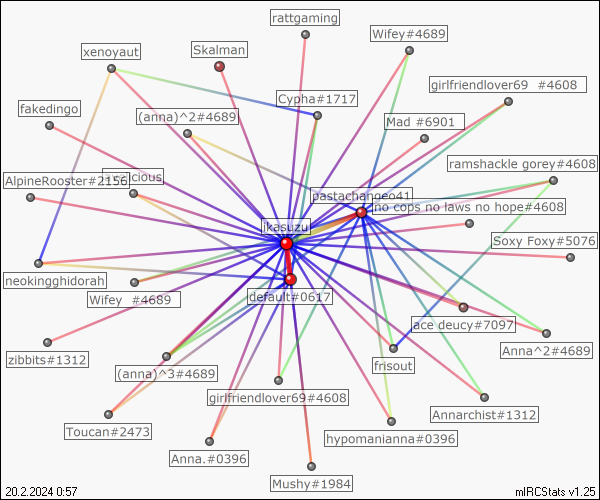 rattgaming
Wifey#4689
xenoyaut
Skalman
girlfriendlover69 #4608
Cypha#1717
fakedingo
(anna)^2#4689
Mad #6901
ramshackle gorey#4608
AlpineRooster#2156
pastachangeo41
no cops no laws no hope#4608
ikasuzu
Soxy Foxy#5076
neokingghidorah
Wifey #4689
default#0617
ace deucy#7097
zibbits#1312
Anna^2#4689
(anna)^3#4689
frisout
girlfriendlover69#4608
Annarchist#1312
Toucan#2473
hypomanianna#0396
Anna.#0396
Mushy#1984
20.2.2024 0:57
mIRCStats v1.25